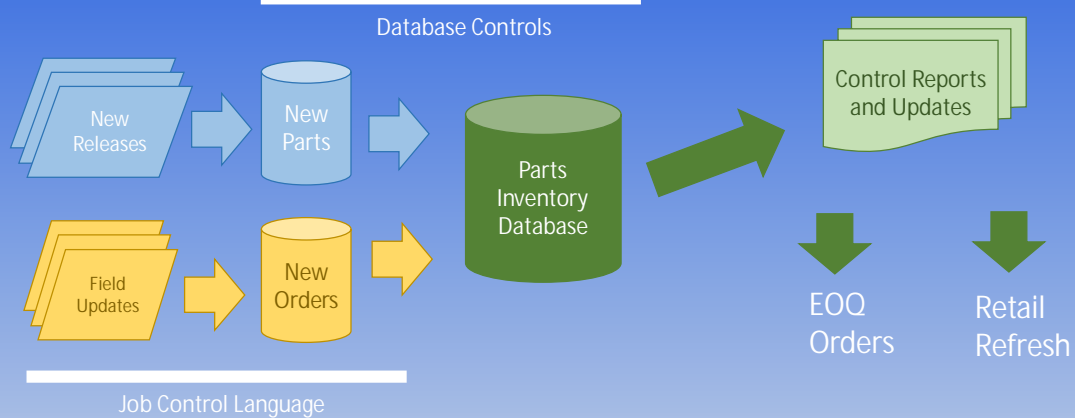 Database Controls
New
Releases
New
Parts
Parts
Inventory
Database
Control Reports
and Updates
Field
Updates
New
Orders
EOQ
Orders
Retail
Refresh
Job Control Language